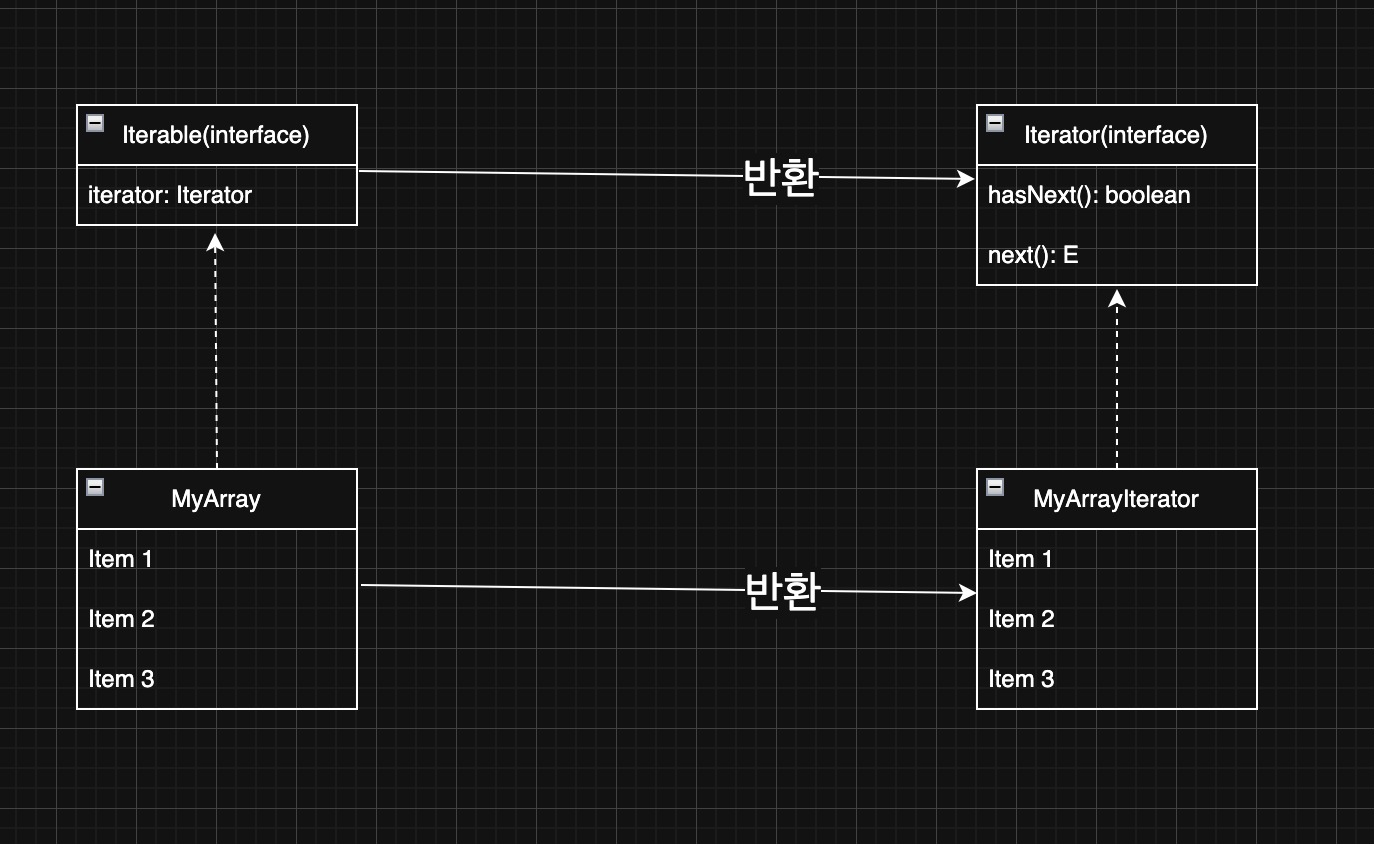 Iterable(interface)
iterator: Iterator
반환
Iterator(interface)
hasNext(): boolean
next(): E
MyArray
Item 1
Item 2
Item 3
반환
MyArrayIterator
Item 1
Item 2
Item 3